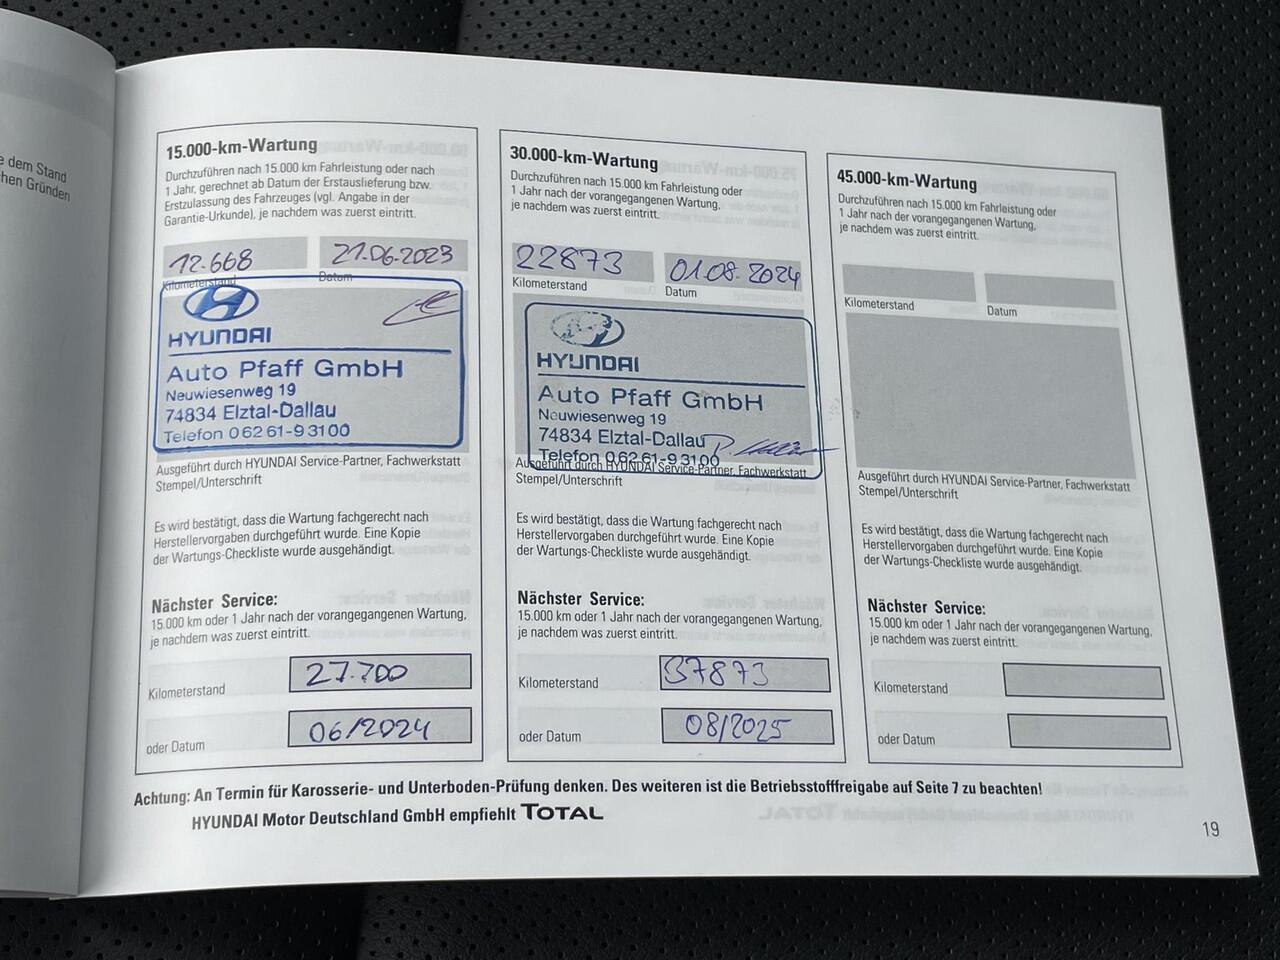 e dem Stand
hen Gründen
15.000-km-Wartung
Durchzuführen nach 15.000 km Fahrleistung oder nach
1 Jahr, gerechnet ab Datum der Erstauslieferung bzw.
Erstzulassung des Fahrzeuges (vgl. Angabe in der
Garantie-Urkunde), je nachdem was zuerst eintritt.
12.668 21.06.2023
Kilometerstand Datum
HYUNDAI
Auto Pfaff GmbH
Neuwiesenweg 19
74834 Elztal-Dallau
Telefon 06261-93100
Ausgeführt durch HYUNDAI Service-Partner, Fachwerkstatt
Stempel/Unterschrift
Es wird bestätigt, dass die Wartung fachgerecht nach
Herstellervorgaben durchgeführt wurde. Eine Kopie
der Wartungs-Checkliste wurde ausgehändigt.
Nächster Service:
15.000 km oder 1 Jahr nach der vorangegangenen Wartung,
je nachdem was zuerst eintritt.
Kilometerstand 27.700
oder Datum 06/2024
30.000-km-Wartung
Durchzuführen nach 15.000 km Fahrleistung oder
1 Jahr nach der vorangegangenen Wartung,
je nachdem was zuerst eintritt.
22873 01.08.2024
Kilometerstand Datum
HYUNDAI
Auto Pfaff GmbH
Neuwiesenweg 19
74834 Elztal-Dallau
Telefon 06261-93100
Ausgeführt durch HYUNDAI Service-Partner, Fachwerkstatt
Stempel/Unterschrift
Es wird bestätigt, dass die Wartung fachgerecht nach
Herstellervorgaben durchgeführt wurde. Eine Kopie
der Wartungs-Checkliste wurde ausgehändigt.
Nächster Service:
15.000 km oder 1 Jahr nach der vorangegangenen Wartung,
je nachdem was zuerst eintritt.
Kilometerstand 37873
oder Datum 08/2025
45.000-km-Wartung
Durchzuführen nach 15.000 km Fahrleistung oder
1 Jahr nach der vorangegangenen Wartung,
je nachdem was zuerst eintritt.
Kilometerstand Datum
Ausgeführt durch HYUNDAI Service-Partner, Fachwerkstatt
Stempel/Unterschrift
Es wird bestätigt, dass die Wartung fachgerecht nach
Herstellervorgaben durchgeführt wurde. Eine Kopie
der Wartungs-Checkliste wurde ausgehändigt.
Nächster Service:
15.000 km oder 1 Jahr nach der vorangegangenen Wartung,
je nachdem was zuerst eintritt.
Kilometerstand
oder Datum
Achtung: An Termin für Karosserie- und Unterboden-Prüfung denken. Des weiteren ist die Betriebsstofffreigabe auf Seite 7 zu beachten!
HYUNDAI Motor Deutschland GmbH empfiehlt TOTAL
19